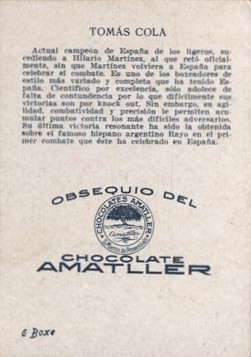 TOMÁS COLA
Actual campeón de España de los ligeros, su-
cediendo a Hilario Martínez, al que retó oficial-
mente, sin que Martínez volviera a España para
celebrar el combate. Es uno de los boxeadores de
estilo más variado y completo que ha tenido Es-
paña. Científico por excelencia, sólo adolece de
falta de contundencia por lo que difícilmente sus
victorias son por knock out. Sin embargo, su agi-
lidad, combatividad y precisión le permiten acu-
mular puntos contra los más difíciles adversarios.
Su última victoria resonante ha sido la obtenida
sobre el famoso hispano argentino Rayo en el pri-
mer combate que éste ha celebrado en España.
OBSEQUIO DEL
CHOCOLATES AMATLLER
Amatller
CHOCOLATE
AMATLLER
6 Boxe